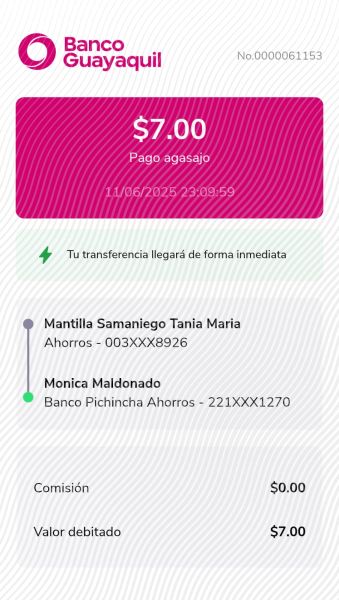 Banco
Guayaquil
No.0000061153
$7.00
Pago agasajo
11/06/2025 23:09:59
Tu transferencia llegará de forma inmediata
Mantilla Samaniego Tania Maria
Ahorros - 003XXX8926
Monica Maldonado
Banco Pichincha Ahorros - 221XXX1270
Comisión $0.00
Valor debitado $7.00